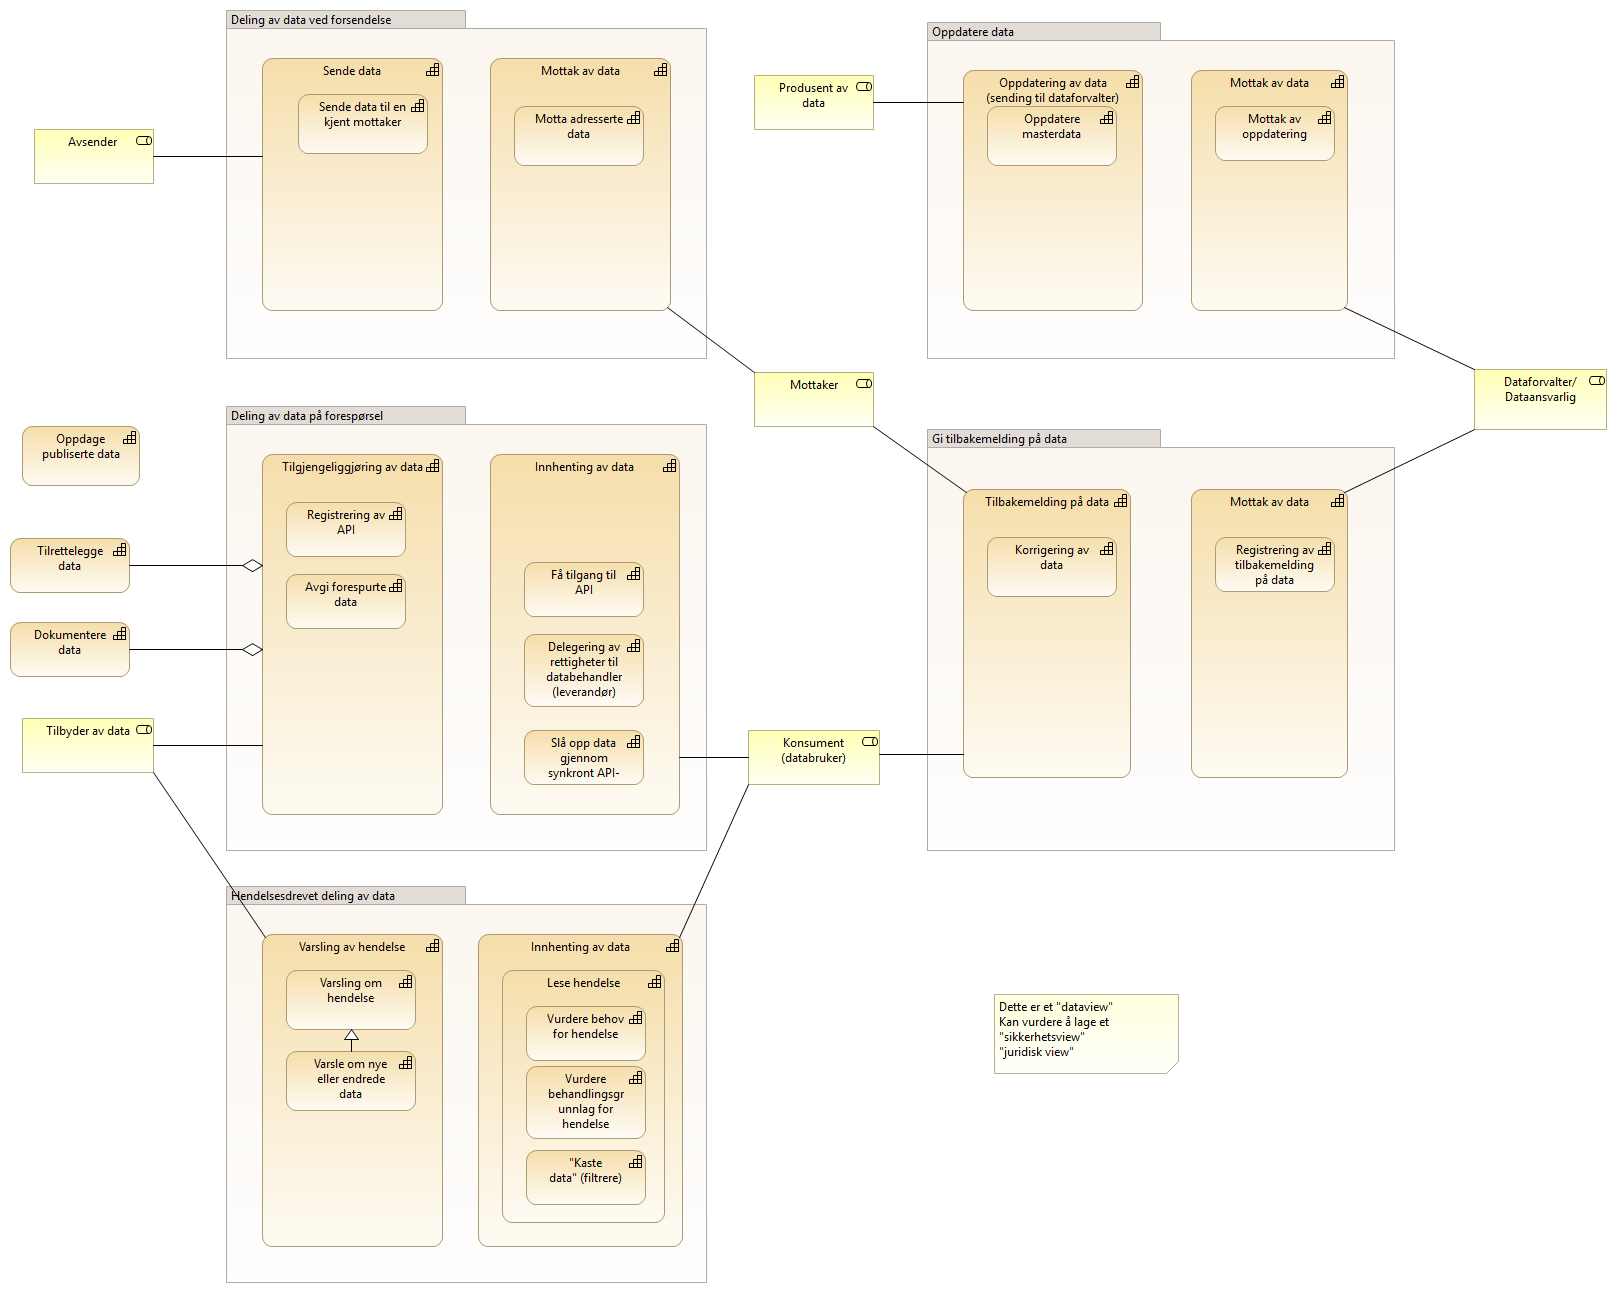 Deling av data ved forsendelse
Sende data
Sende data til en
kjent mottaker
Mottak av data
Motta adresserte
data
Avsender
Oppdatere data
Produsent av
data
Oppdatering av data
(sending til dataforvalter)
Oppdatere
masterdata
Mottak av data
Mottak av
oppdatering
Mottaker
Dataforvalter/
Dataansvarlig
Deling av data på forespørsel
Oppdage
publiserte data
Tilrettelegge
data
Dokumentere
data
Tilbyder av data
Tilgjengeliggjøring av data
Registrering av
API
Avgi forespurte
data
Innhenting av data
Få tilgang til
API
Delegering av
rettigheter til
databehandler
(leverandør)
Slå opp data
gjennom
synkront API-
Konsument
(databruker)
Gi tilbakemelding på data
Tilbakemelding på data
Korrigering av
data
Mottak av data
Registrering av
tilbakemelding
på data
Hendelsesdrevet deling av data
Varsling av hendelse
Varsling om
hendelse
Varsle om nye
eller endrede
data
Innhenting av data
Lese hendelse
Vurdere behov
for hendelse
Vurdere
behandlingsgr
unnlag for
hendelse
"Kaste
data" (filtrere)
Dette er et "dataview"
Kan vurdere å lage et
"sikkerhetsview"
"juridisk view"